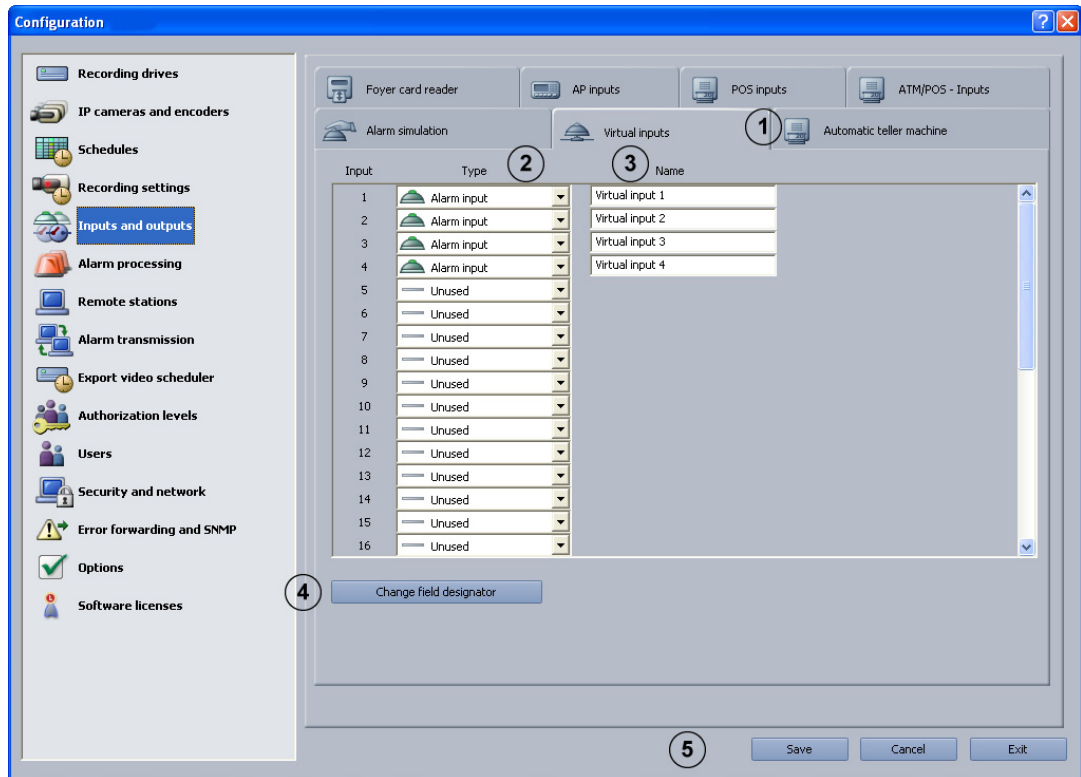 Configuration
Recording drives
IP cameras and encoders
Schedules
Recording settings
Inputs and outputs
Alarm processing
Remote stations
Alarm transmission
Export video scheduler
Authorization levels
Users
Security and network
Error forwarding and SNMP
Options
Software licenses
Foyer card reader AP inputs POS inputs ATM/POS - Inputs
Alarm simulation Virtual inputs 1 Automatic teller machine
Input Type 2 3 Name
1 Alarm input Virtual input 1
2 Alarm input Virtual input 2
3 Alarm input Virtual input 3
4 Alarm input Virtual input 4
5 Unused
6 Unused
7 Unused
8 Unused
9 Unused
10 Unused
11 Unused
12 Unused
13 Unused
14 Unused
15 Unused
16 Unused
4 Change field designator
5 Save Cancel Exit